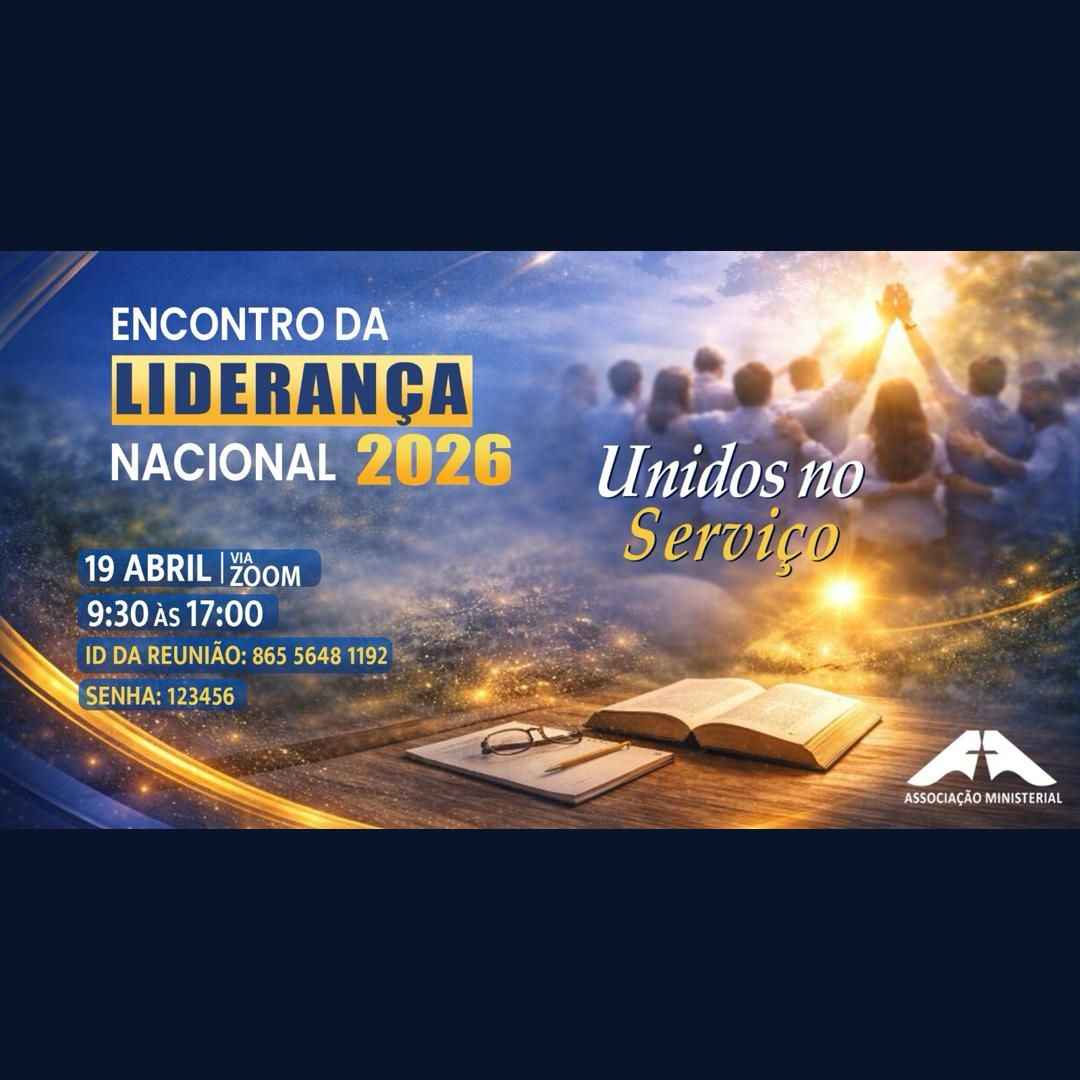 ENCONTRO DA
LIDERANÇA
NACIONAL 2026
Unidos no
Serviço
19 ABRIL | VIA ZOOM
9:30 ÀS 17:00
ID DA REUNIÃO: 865 5648 1192
SENHA: 123456
ASSOCIAÇÃO MINISTERIAL